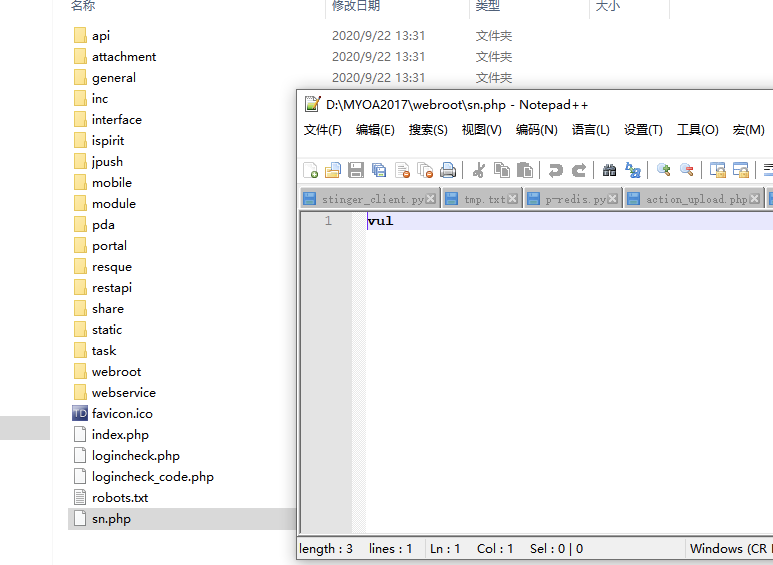 名称 修改日期 类型 大小
api 2020/9/22 13:31 文件夹
attachment 2020/9/22 13:31 文件夹
general 2020/9/22 13:31 文件夹
inc
interface
ispirit
jpush
mobile
module
pda
portal
resque
restapi
share
static
task
webroot
webservice
TD favicon.ico
index.php
logincheck.php
logincheck_code.php
robots.txt
sn.php
D:\MYOA2017\webroot\sn.php - Notepad++
文件(F) 编辑(E) 搜索(S) 视图(V) 编码(N) 语言(L) 设置(T) 工具(O) 宏(M)
stinger_client.py tmp.txt p-redis.py action_upload.php
1 vul
length : 3 lines : 1 Ln : 1 Col : 1 Sel : 0 | 0 Windows (CR